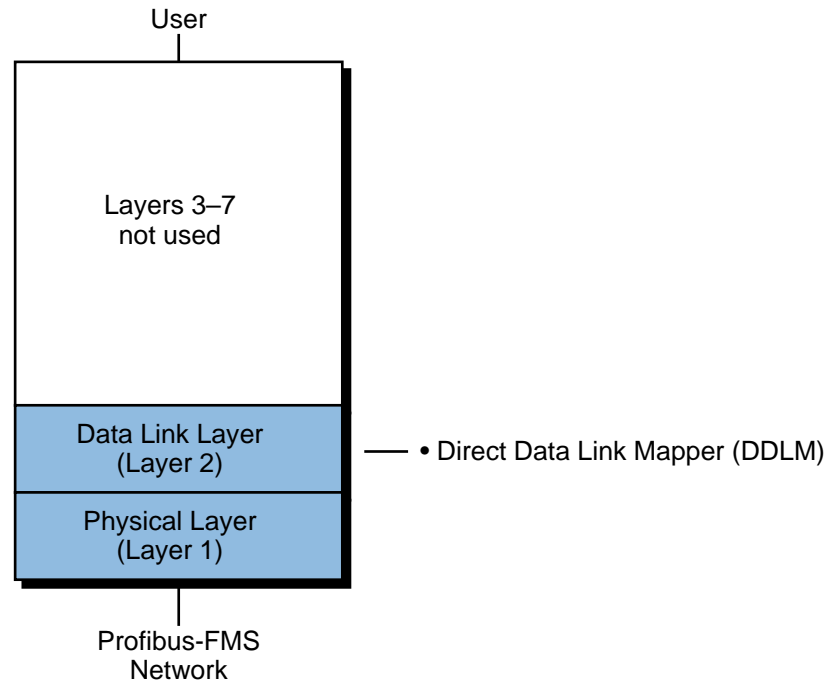 User
Layers 3–7
not used
Data Link Layer
(Layer 2)
• Direct Data Link Mapper (DDLM)
Physical Layer
(Layer 1)
Profibus-FMS
Network